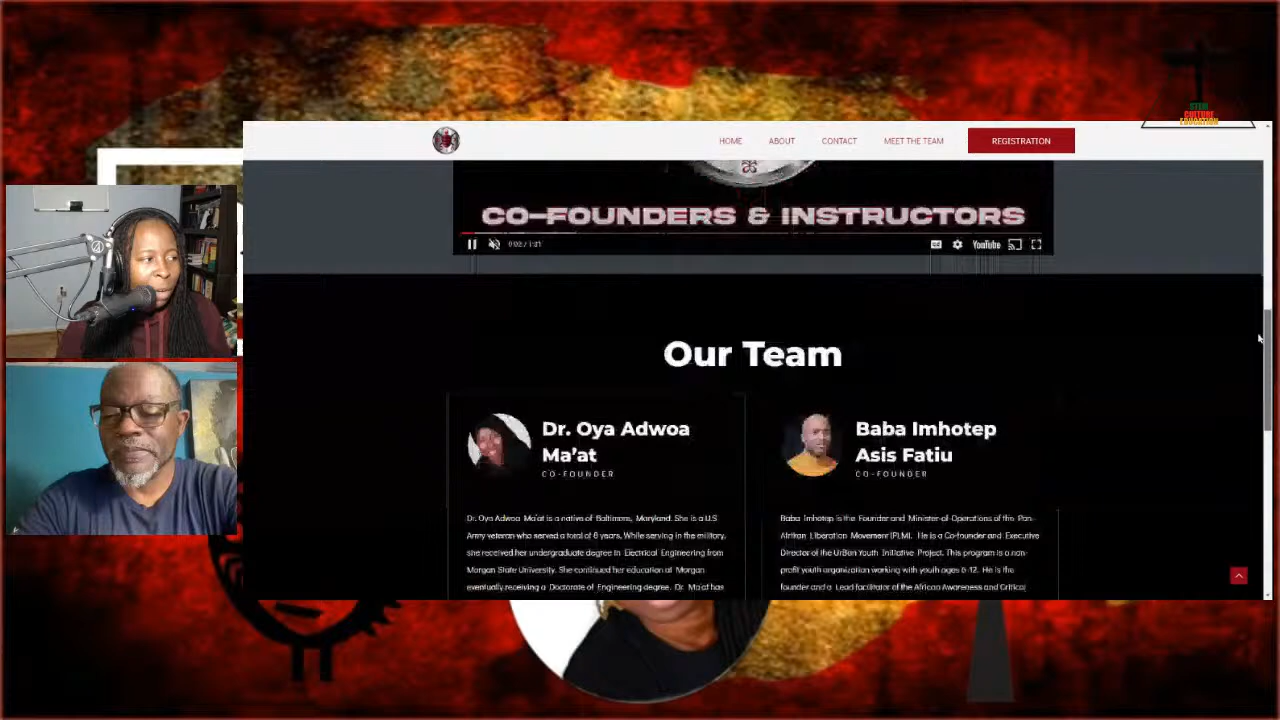 STEM
CULTURE
EDUCATION
HOME ABOUT CONTACT MEET THE TEAM REGISTRATION
CO-FOUNDERS & INSTRUCTORS
YouTube
Our Team
Dr. Oya Adwoa
Ma'at
CO-FOUNDER
Dr. Oya Adwoa Ma'at is a native of Baltimore, Maryland. She is a U.S
Army veteran who served a total of 8 years. While serving in the military,
she received her undergraduate degree in Electrical Engineering from
Morgan State University. She continued her education at Morgan
eventually receiving a Doctorate of Engineering degree. Dr. Ma'at has
Baba Imhotep
Asis Fatiu
CO-FOUNDER
Baba Imhotep is the Founder and Minister-of-Operations of the Pan-
Afrikan Liberation Movement (PLM). He is a Co-founder and Executive
Director of the UrBan Youth Initiative Project. This program is a non-
profit youth organization working with youth ages 6-12. He is the
founder and a Lead facilitator of the African Awareness and Critical